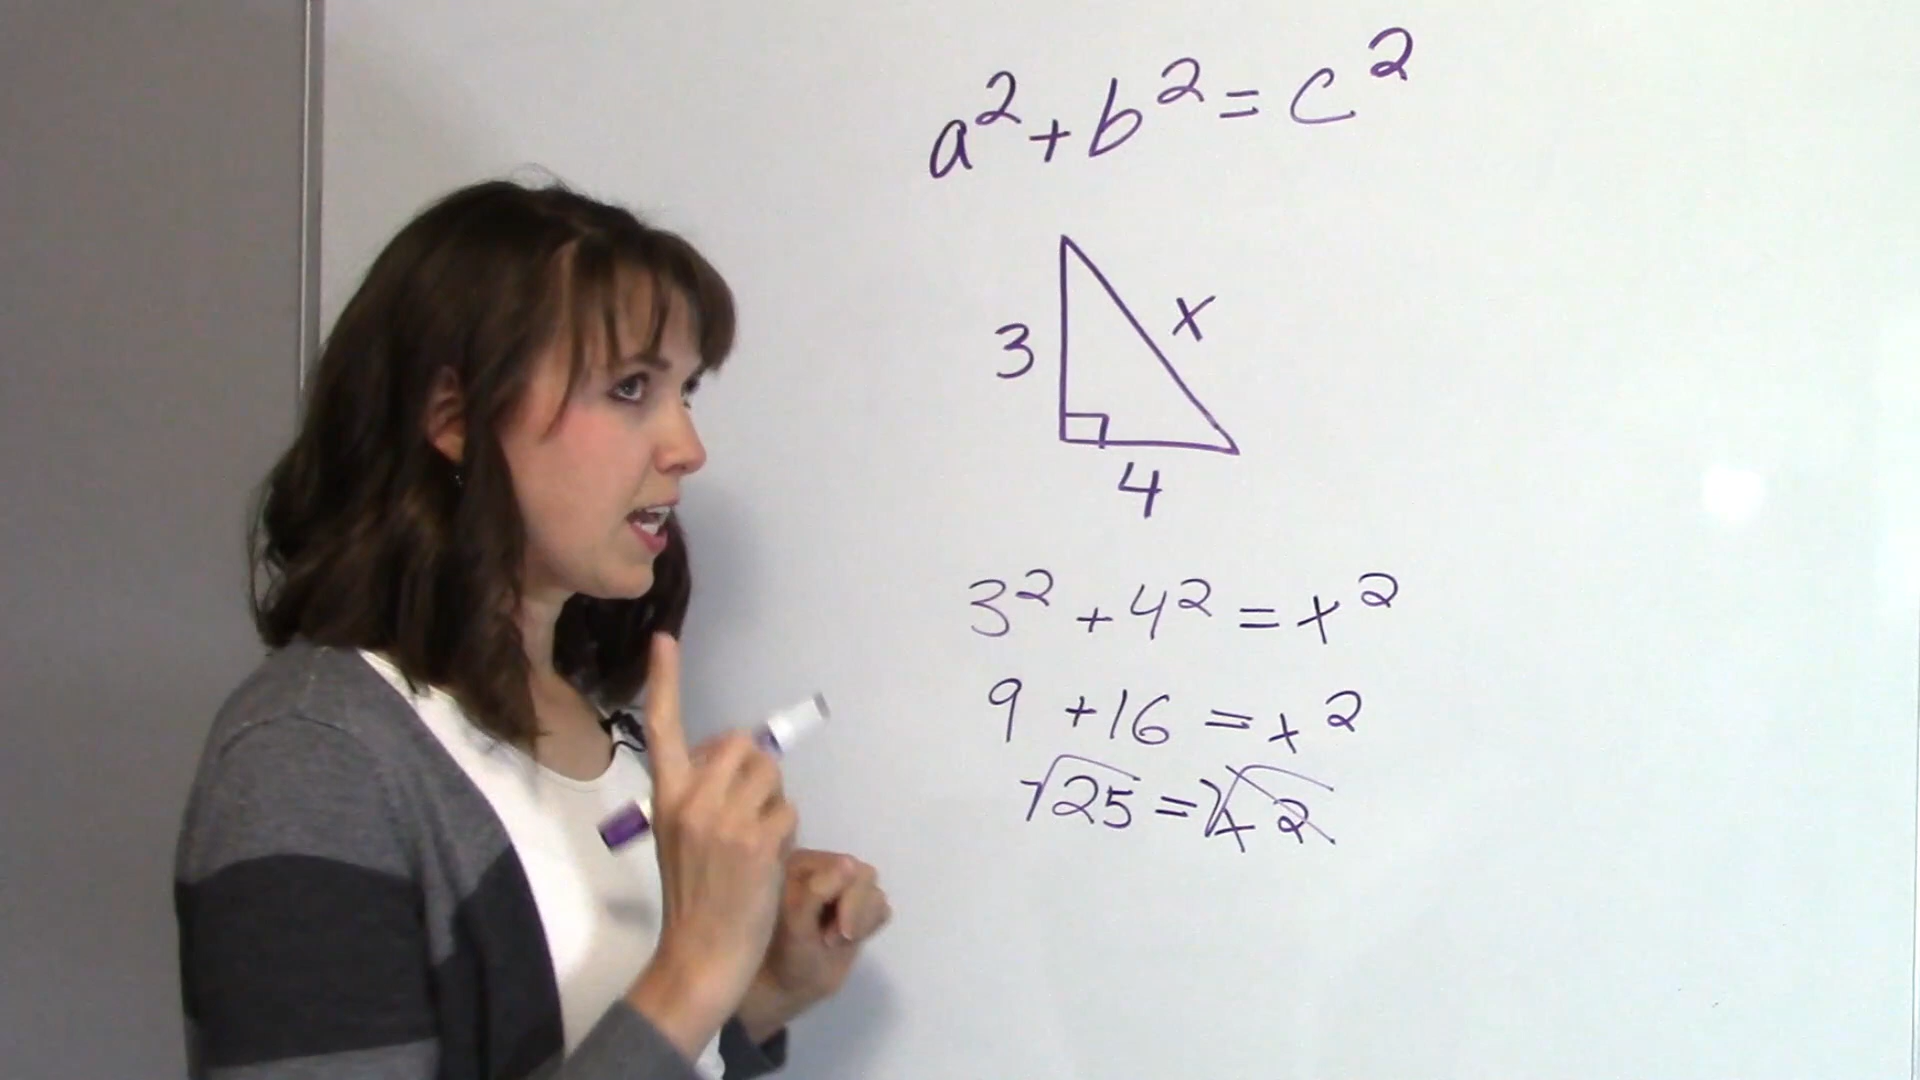 a² + b² = c²
3
x
4
3² + 4² = x²
9 + 16 = x²
√25 = √x²